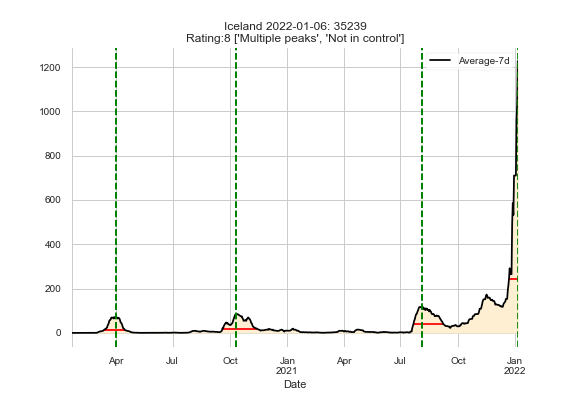 Iceland 2022-01-06: 35239
Rating:8 ['Multiple peaks', 'Not in control']
Average-7d
1200
1000
800
600
400
200
0
Apr
Jul
Oct
Jan
2021
Apr
Jul
Oct
Jan
2022
Date